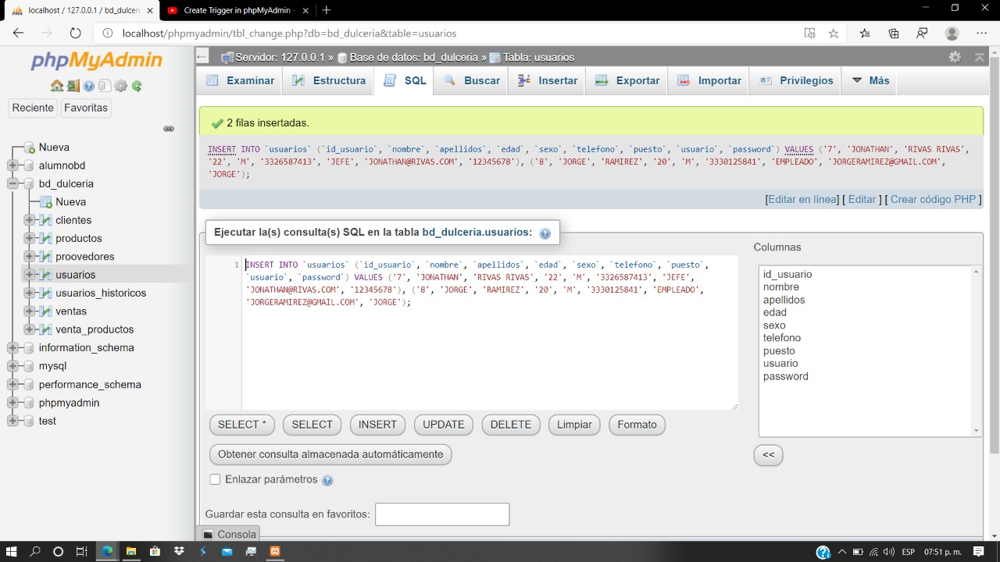 localhost / 127.0.0.1 / bd_dulceri
Create Trigger in phpMyAdmin -
localhost/phpmyadmin/tbl_change.php?db=bd_dulceria&table=usuarios
phpMyAdmin
Reciente
Favoritas
Nueva
alumnobd
bd_dulceria
Nueva
clientes
productos
proovedores
usuarios
usuarios_historicos
ventas
venta_productos
information_schema
mysql
performance_schema
phpmyadmin
test
Servidor: 127.0.0.1 » Base de datos: bd_dulceria » Tabla: usuarios
Examinar
Estructura
SQL
Buscar
Insertar
Exportar
Importar
Privilegios
Más
2 filas insertadas.
INSERT INTO `usuarios` (`id_usuario`, `nombre`, `apellidos`, `edad`, `sexo`, `telefono`, `puesto`, `usuario`, `password`) VALUES ('7', 'JONATHAN', 'RIVAS RIVAS',
'22', 'M', '3326587413', 'JEFE', 'JONATHAN@RIVAS.COM', '12345678'), ('8', 'JORGE', 'RAMIREZ', '20', 'M', '3330125841', 'EMPLEADO', 'JORGERAMIREZ@GMAIL.COM',
'JORGE');
[Editar en línea] [ Editar ] [ Crear código PHP ]
Ejecutar la(s) consulta(s) SQL en la tabla bd_dulceria.usuarios:
1
INSERT INTO `usuarios` (`id_usuario`, `nombre`, `apellidos`, `edad`, `sexo`, `telefono`, `puesto`,
`usuario`, `password`) VALUES ('7', 'JONATHAN', 'RIVAS RIVAS', '22', 'M', '3326587413', 'JEFE',
'JONATHAN@RIVAS.COM', '12345678'), ('8', 'JORGE', 'RAMIREZ', '20', 'M', '3330125841', 'EMPLEADO',
'JORGERAMIREZ@GMAIL.COM', 'JORGE');
Columnas
id_usuario
nombre
apellidos
edad
sexo
telefono
puesto
usuario
password
SELECT *
SELECT
INSERT
UPDATE
DELETE
Limpiar
Formato
Obtener consulta almacenada automáticamente
<<
Enlazar parámetros
Guardar esta consulta en favoritos:
Consola
ESP
07:51 p. m.